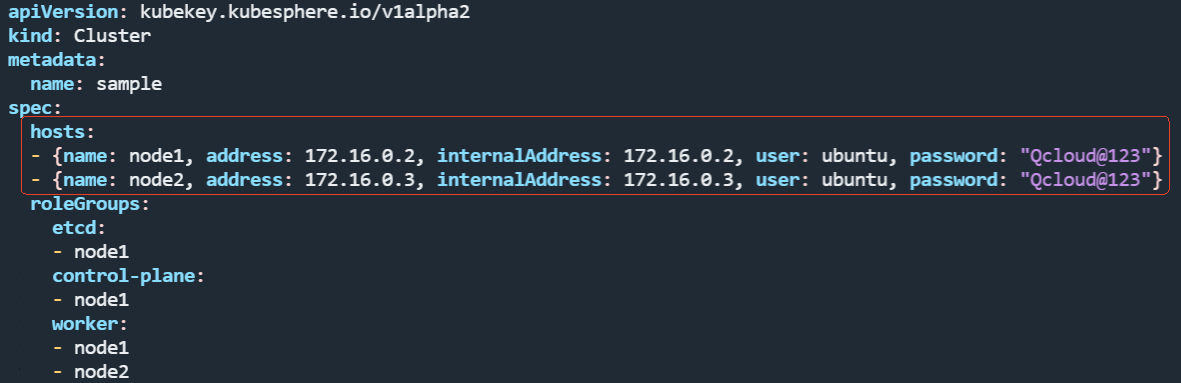 apiVersion: kubekey.kubesphere.io/v1alpha2
kind: Cluster
metadata:
  name: sample
spec:
  hosts:
  - {name: node1, address: 172.16.0.2, internalAddress: 172.16.0.2, user: ubuntu, password: "Qcloud@123"}
  - {name: node2, address: 172.16.0.3, internalAddress: 172.16.0.3, user: ubuntu, password: "Qcloud@123"}
  roleGroups:
    etcd:
    - node1
    control-plane:
    - node1
    worker:
    - node1
    - node2